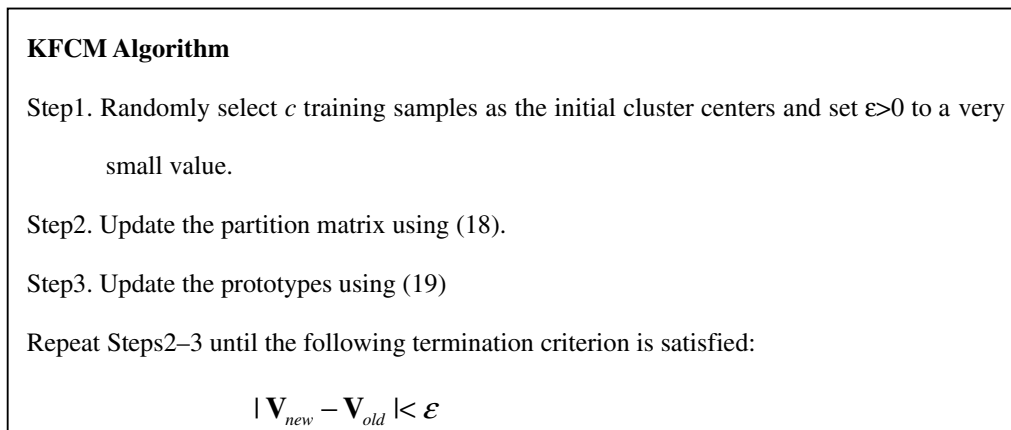 KFCM Algorithm
Step1. Randomly select c training samples as the initial cluster centers and set ε>0 to a very
small value.
Step2. Update the partition matrix using (18).
Step3. Update the prototypes using (19)
Repeat Steps2–3 until the following termination criterion is satisfied:
| V_new − V_old |< ε